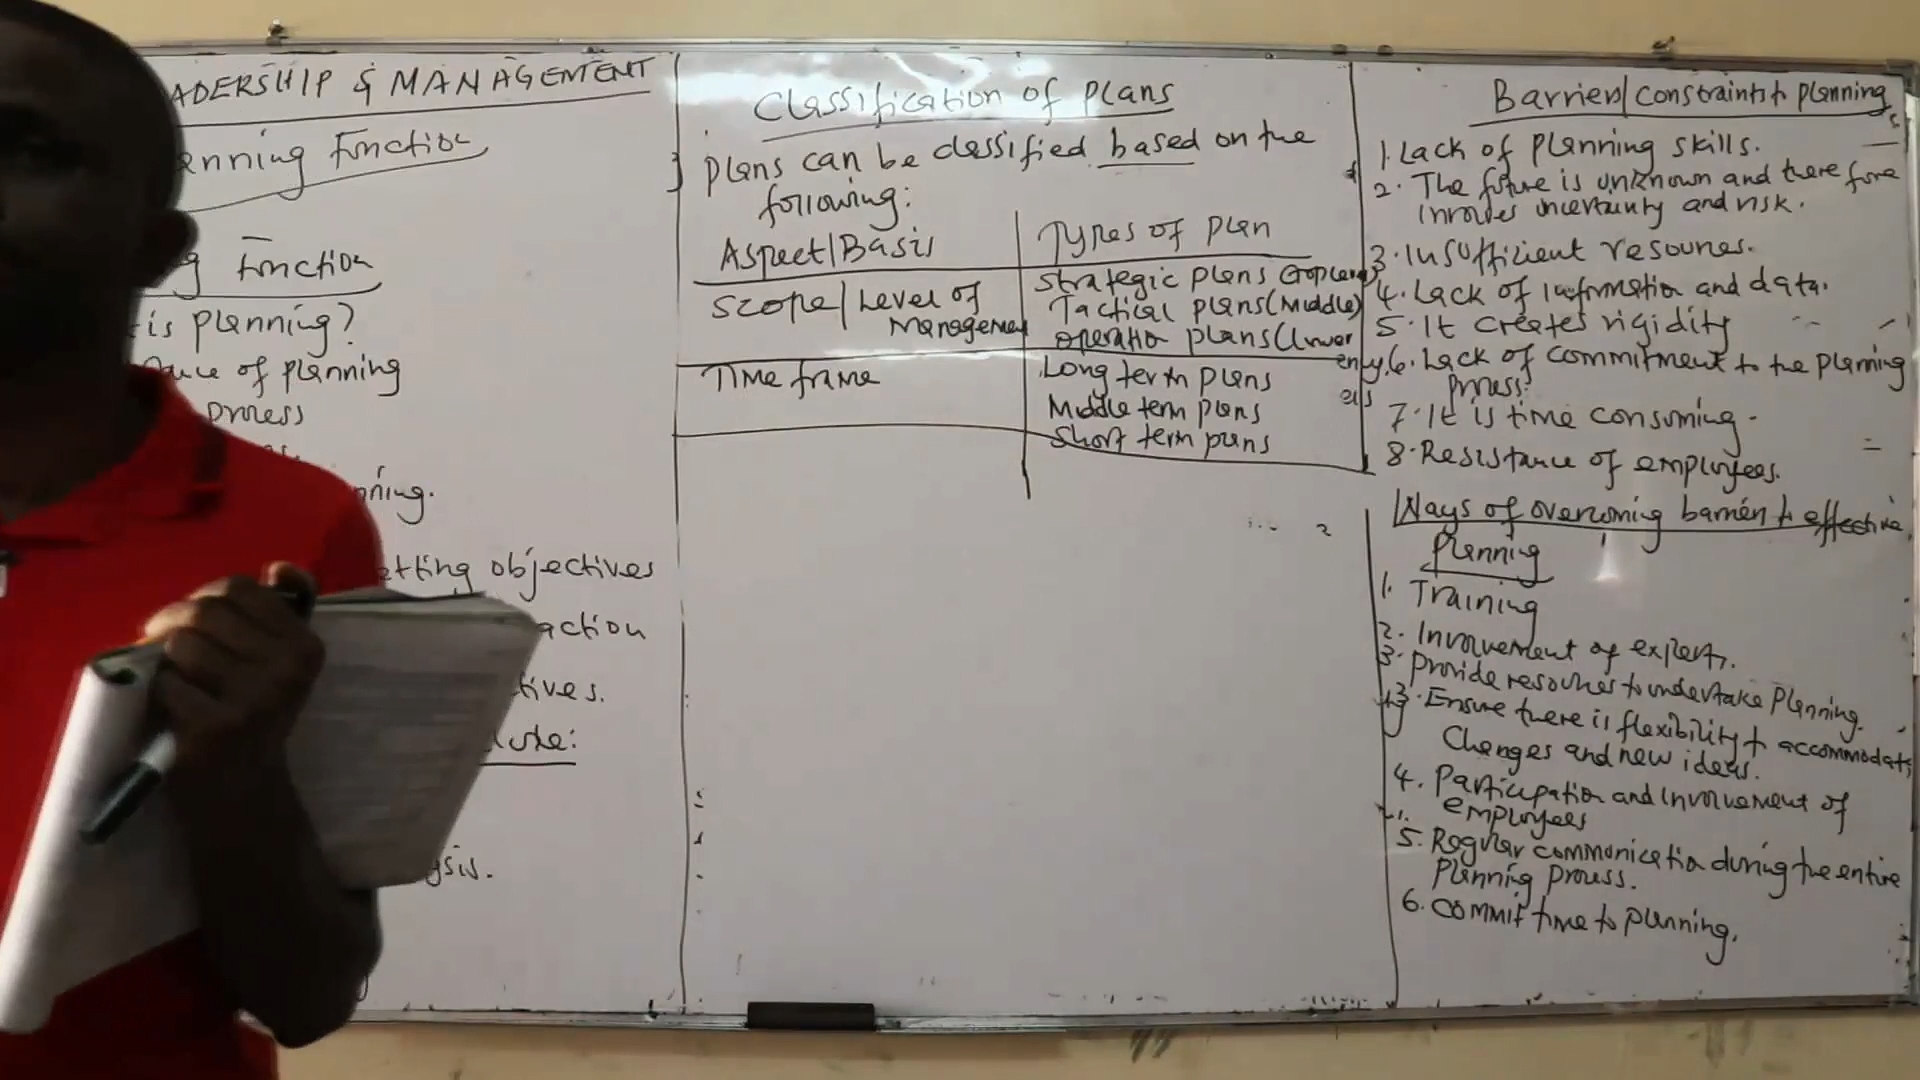 ADERSHIP & MANAGEMENT
enning Function
Function
is planning?
of planning
process
etting objectives
action
Classification of plans
plans can be classified based on the
following:
Aspect/Basis
Types of plan
Scope/Level of
Management
Strategic plans
Tactical plans (Middle)
operation plans
Time frame
Long term plans
Middle term plans
Short term plans
Barriers/constraints to planning
1. Lack of planning skills.
2. The future is unknown and therefore
involves uncertainty and risk.
3. Insufficient resources.
4. Lack of information and data.
5. It creates rigidity
6. Lack of commitment to the planning
process.
7. It is time consuming.
8. Resistance of employees.
Ways of overcoming barriers to effective
planning
1. Training
2. Involvement of experts.
3. Provide resources to undertake planning.
3. Ensure there is flexibility to accommodate
changes and new ideas.
4. Participation and involvement of
employees
5. Regular communication during the entire
planning process.
6. Commit time to planning.